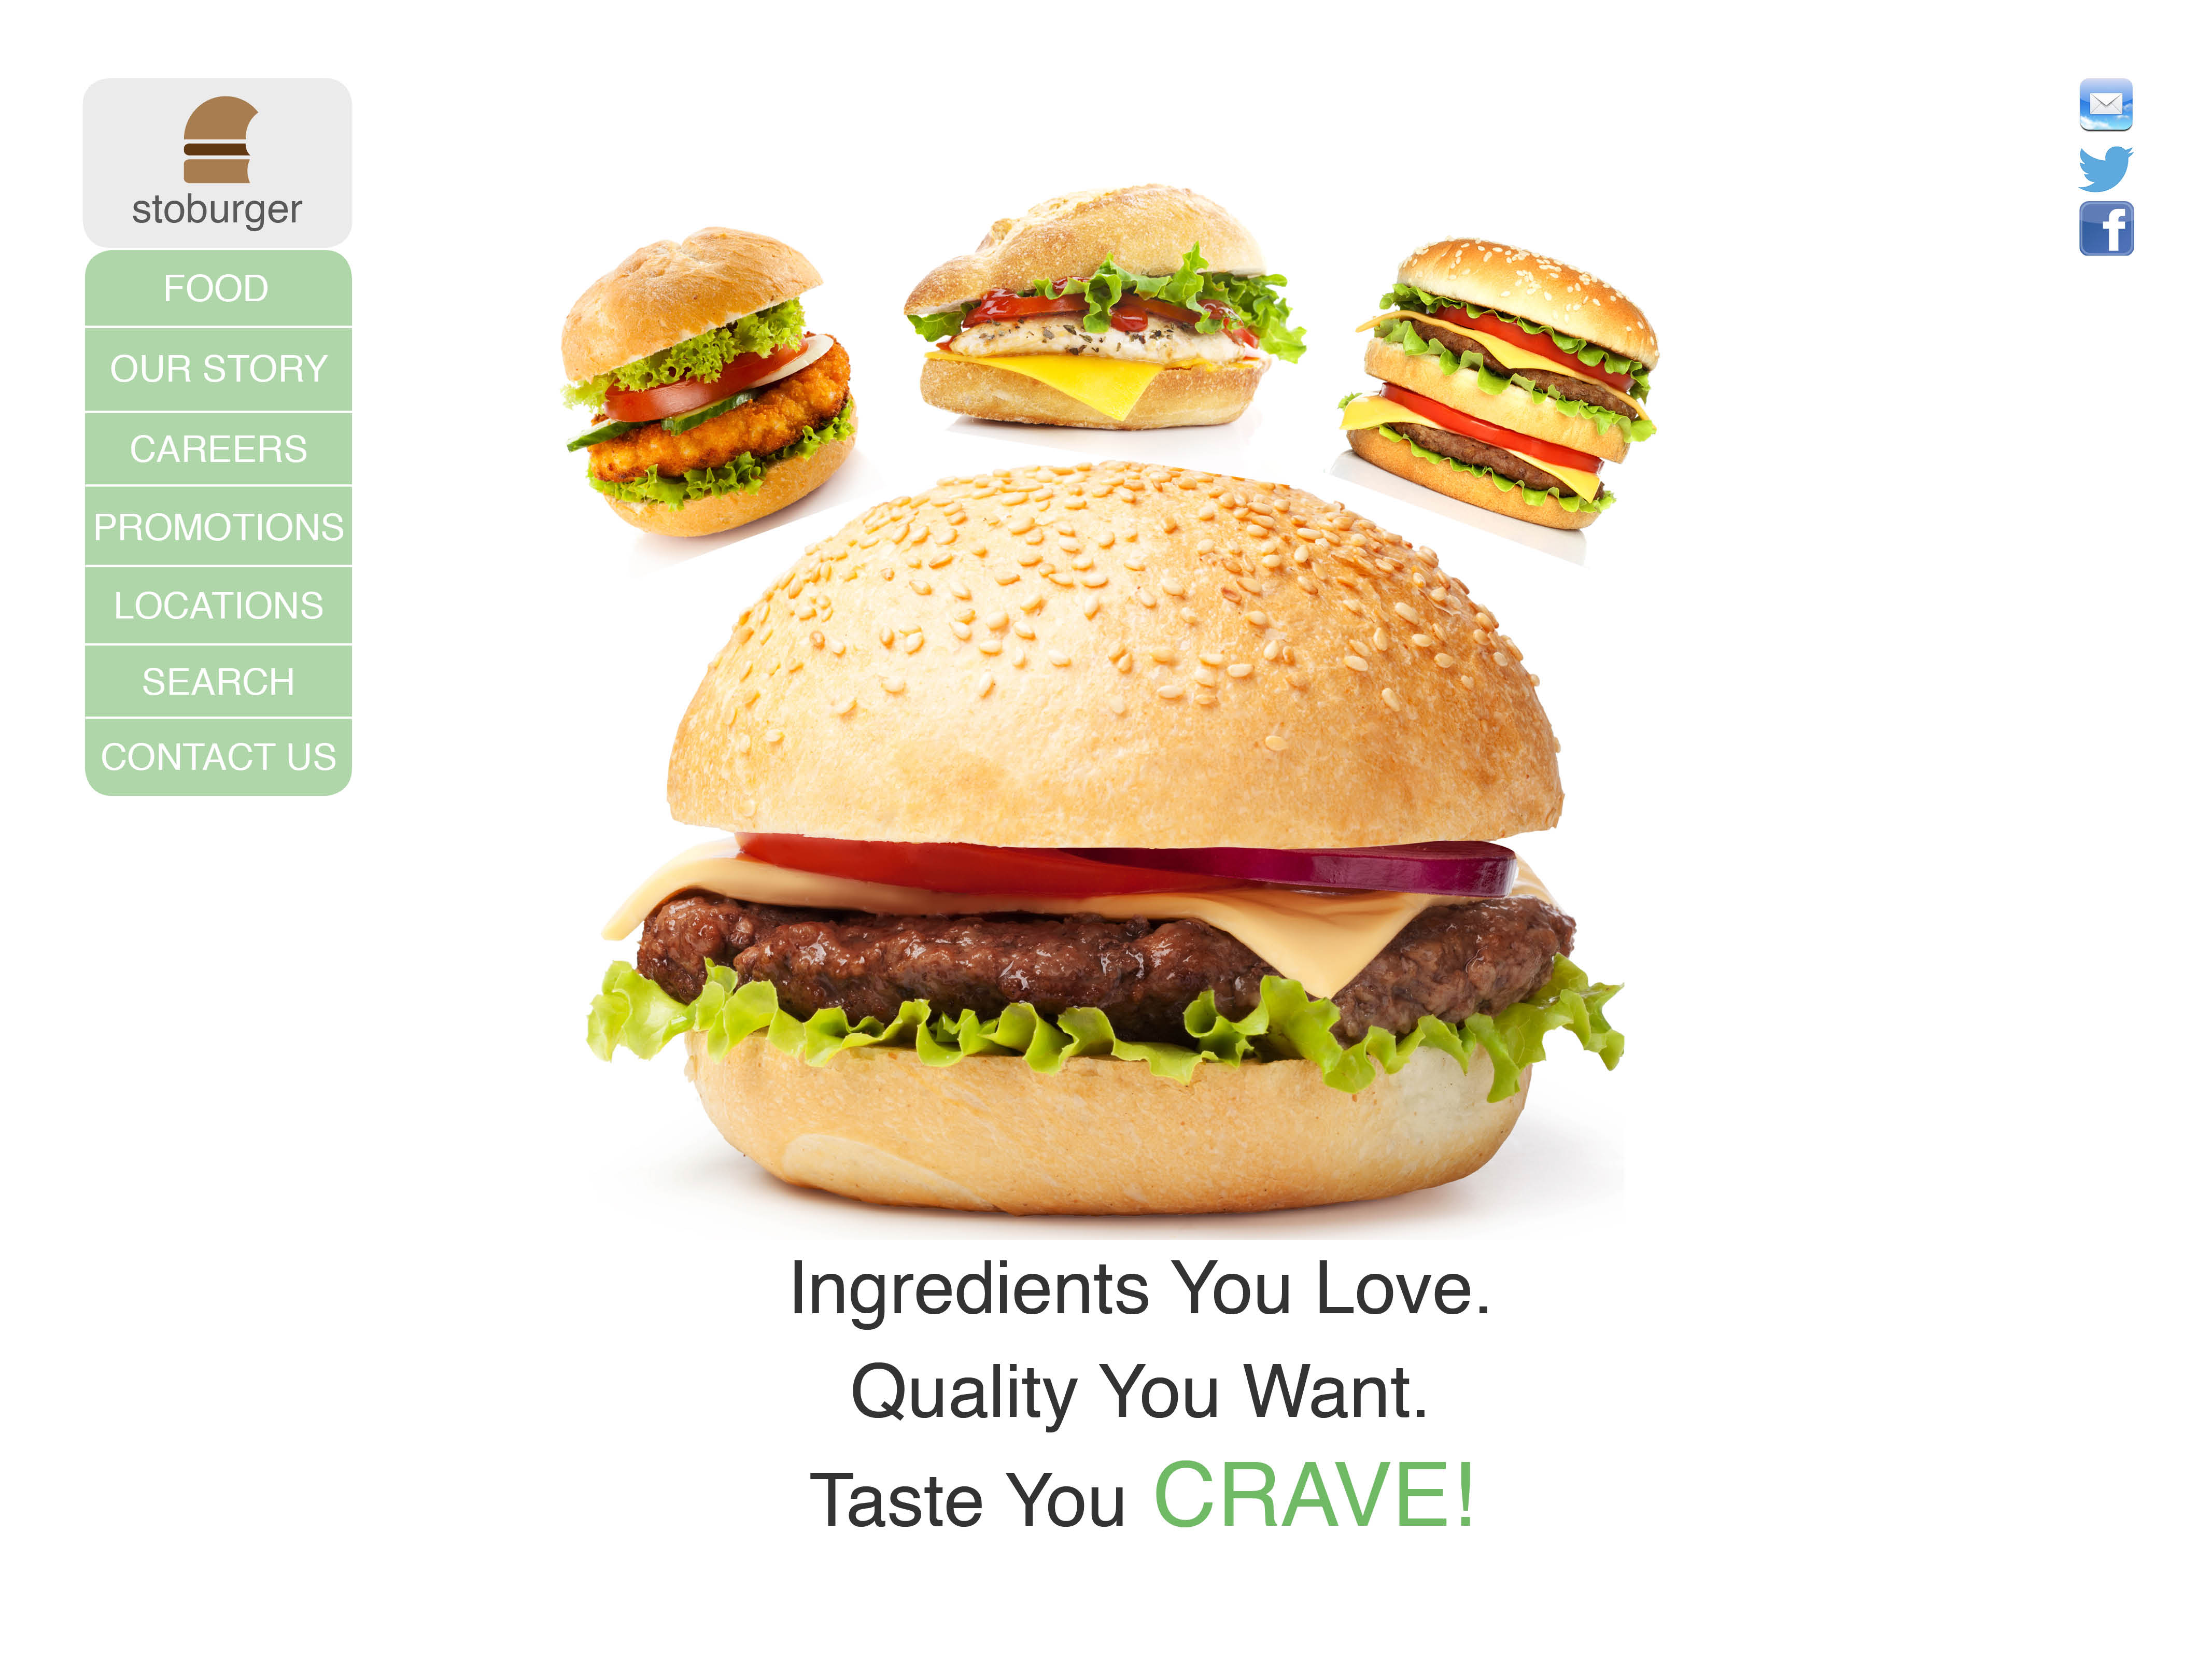 stoburger
FOOD
OUR STORY
CAREERS
PROMOTIONS
LOCATIONS
SEARCH
CONTACT US
f
Ingredients You Love.
Quality You Want.
Taste You CRAVE!